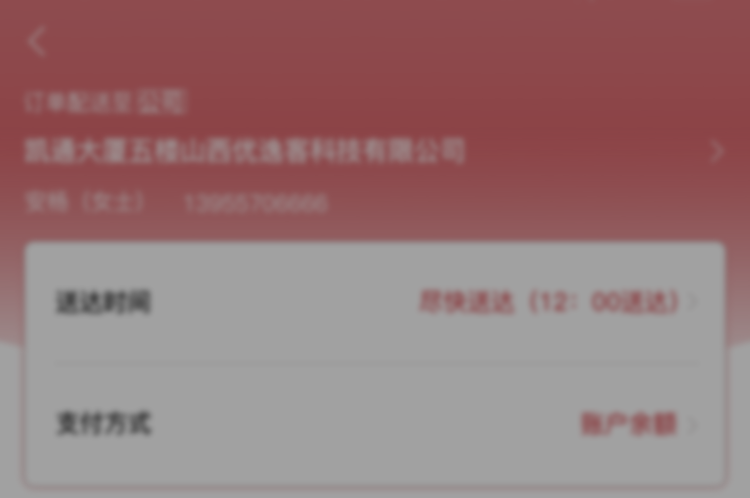 订单配送至 公司
凯通大厦五楼山西优逸客科技有限公司
安杨（女士） 13955706666
送达时间 尽快送达（12：00送达）
支付方式 账户余额